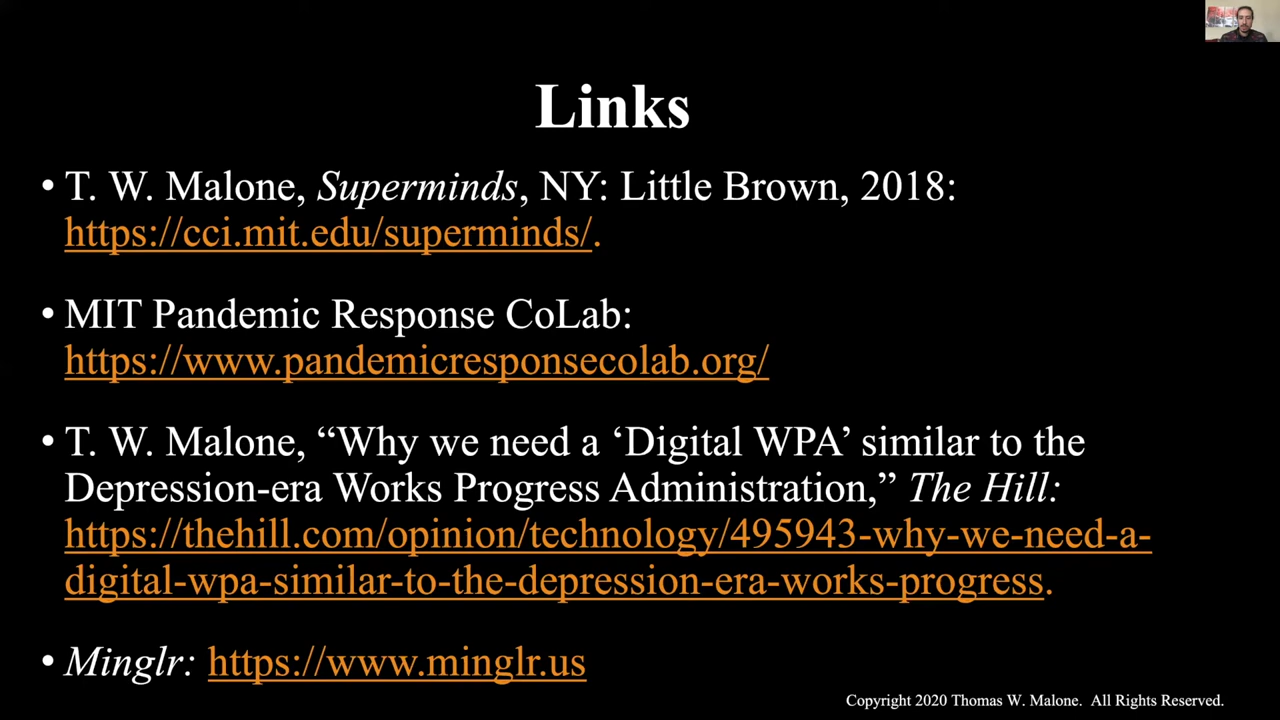 Links
• T. W. Malone, Superminds, NY: Little Brown, 2018:
https://cci.mit.edu/superminds/.
• MIT Pandemic Response CoLab:
https://www.pandemicresponsecolab.org/
• T. W. Malone, “Why we need a ‘Digital WPA’ similar to the
Depression-era Works Progress Administration,” The Hill:
https://thehill.com/opinion/technology/495943-why-we-need-a-
digital-wpa-similar-to-the-depression-era-works-progress.
• Minglr: https://www.minglr.us
Copyright 2020 Thomas W. Malone. All Rights Reserved.